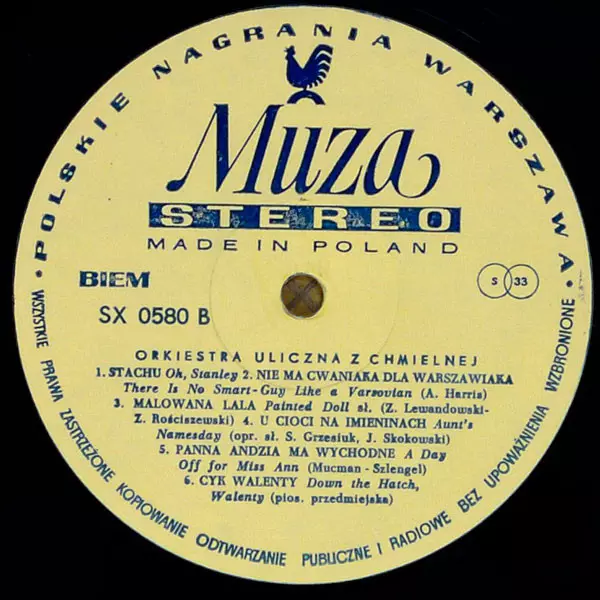 • POLSKIE NAGRANIA WARSZAWA •
Muza
STEREO
MADE IN POLAND
BIEM
S 33
SX 0580 B
ORKIESTRA ULICZNA Z CHMIELNEJ
1. STACHU Oh, Stanley 2. NIE MA CWANIAKA DLA WARSZAWIAKA
There Is No Smart-Guy Like a Varsovian (A. Harris)
3. MALOWANA LALA Painted Doll sł. (Z. Lewandowski-
Z. Rościszewski) 4. U CIOCI NA IMIENINACH Aunt's
Namesday (opr. sł. S. Grzesiuk, J. Skokowski)
5. PANNA ANDZIA MA WYCHODNE A Day
Off for Miss Ann (Mucman - Szlengel)
6. CYK WALENTY Down the Hatch,
Walenty (pios. przedmiejska)
WSZYSTKIE PRAWA ZASTRZEŻONE KOPIOWANIE ODTWARZANIE PUBLICZNE I RADIOWE BEZ UPOWAŻNIENIA WZBRONIONE